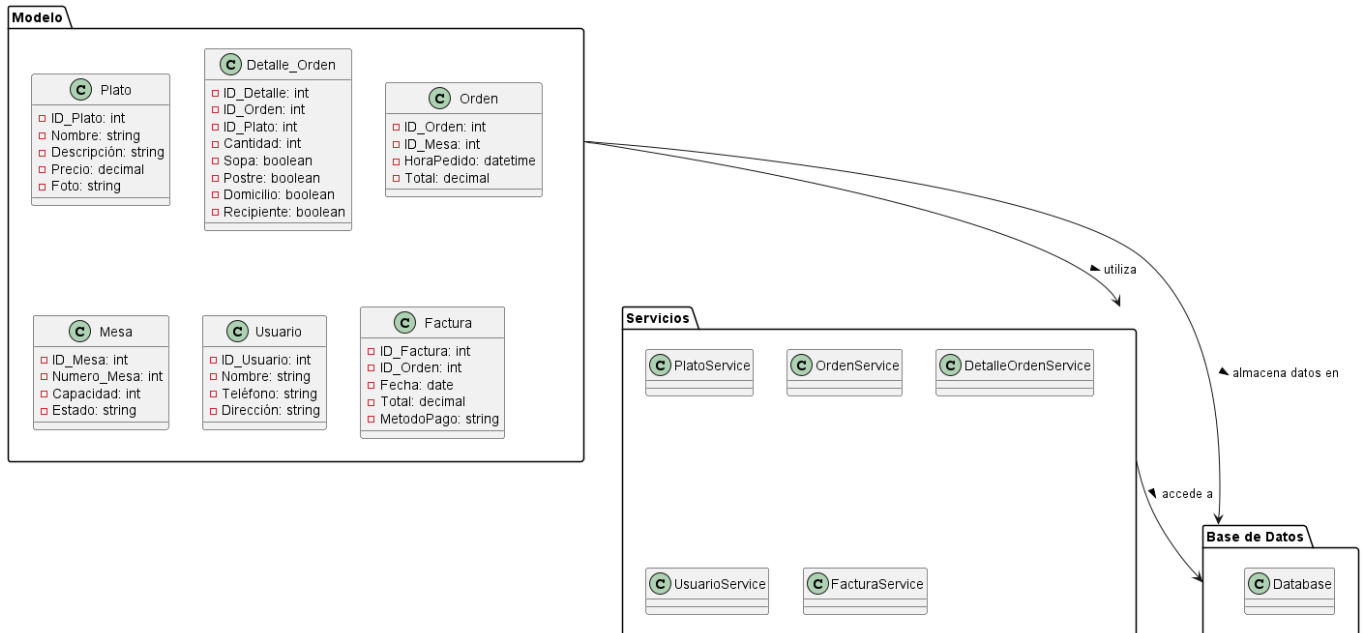 Modelo
C Plato
ID_Plato: int
Nombre: string
Descripción: string
Precio: decimal
Foto: string
C Detalle_Orden
ID_Detalle: int
ID_Orden: int
ID_Plato: int
Cantidad: int
Sopa: boolean
Postre: boolean
Domicilio: boolean
Recipiente: boolean
C Orden
ID_Orden: int
ID_Mesa: int
HoraPedido: datetime
Total: decimal
C Mesa
ID_Mesa: int
Numero_Mesa: int
Capacidad: int
Estado: string
C Usuario
ID_Usuario: int
Nombre: string
Teléfono: string
Dirección: string
C Factura
ID_Factura: int
ID_Orden: int
Fecha: date
Total: decimal
MetodoPago: string
utiliza
almacena datos en
Servicios
C PlatoService
C OrdenService
C DetalleOrdenService
C UsuarioService
C FacturaService
accede a
Base de Datos
C Database